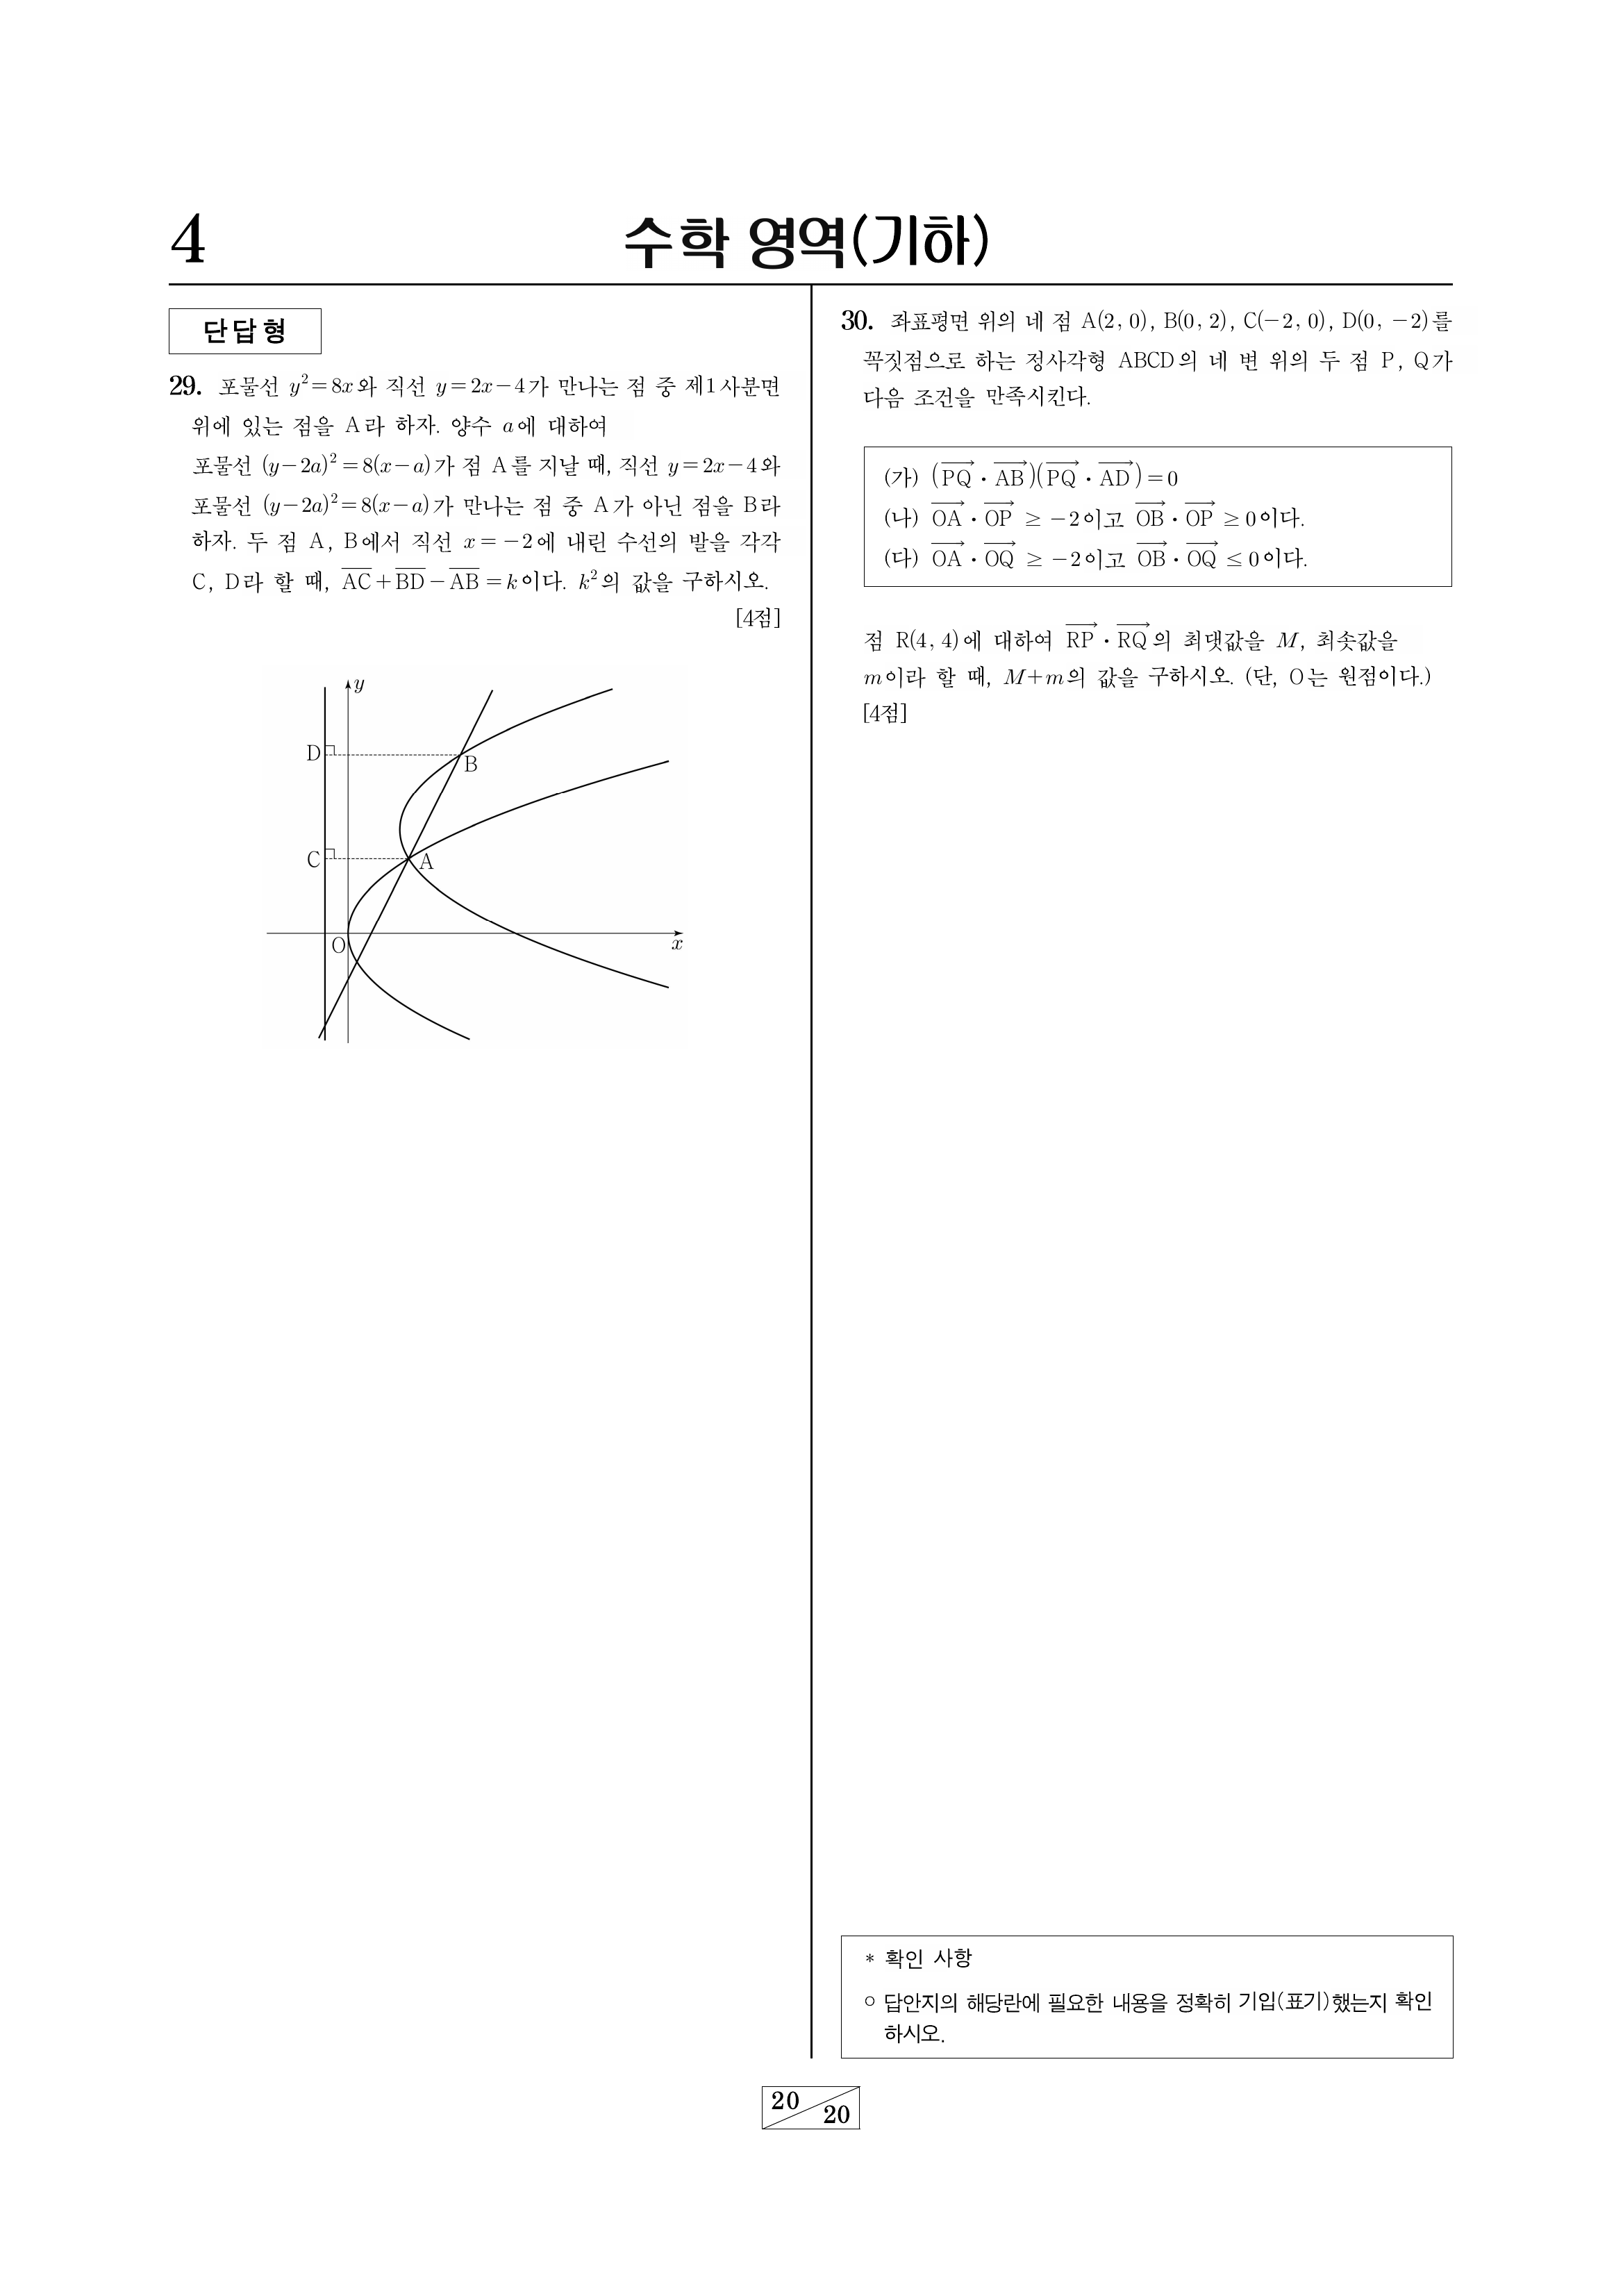 4
수학 영역(기하)
단답형
29. 포물선 y²=8x와 직선 y=2x-4가 만나는 점 중 제1사분면
위에 있는 점을 A라 하자. 양수 a에 대하여
포물선 (y-2a)²=8(x-a)가 점 A를 지날 때, 직선 y=2x-4와
포물선 (y-2a)²=8(x-a)가 만나는 점 중 A가 아닌 점을 B라
하자. 두 점 A, B에서 직선 x=-2에 내린 수선의 발을 각각
C, D라 할 때, \overline{AC}+\overline{BD}-\overline{AB}=k이다. k²의 값을 구하시오.
[4점]
y
D
B
C
A
O
x
30. 좌표평면 위의 네 점 A(2, 0), B(0, 2), C(-2, 0), D(0, -2)를
꼭짓점으로 하는 정사각형 ABCD의 네 변 위의 두 점 P, Q가
다음 조건을 만족시킨다.
(가) (\overrightarrow{PQ}·\overrightarrow{AB})(\overrightarrow{PQ}·\overrightarrow{AD})=0
(나) \overrightarrow{OA}·\overrightarrow{OP} ≥ -2이고 \overrightarrow{OB}·\overrightarrow{OP} ≥ 0이다.
(다) \overrightarrow{OA}·\overrightarrow{OQ} ≥ -2이고 \overrightarrow{OB}·\overrightarrow{OQ} ≤ 0이다.
점 R(4, 4)에 대하여 \overrightarrow{RP}·\overrightarrow{RQ}의 최댓값을 M, 최솟값을
m이라 할 때, M+m의 값을 구하시오. (단, O는 원점이다.)
[4점]
* 확인 사항
○ 답안지의 해당란에 필요한 내용을 정확히 기입(표기)했는지 확인
하시오.
20
20